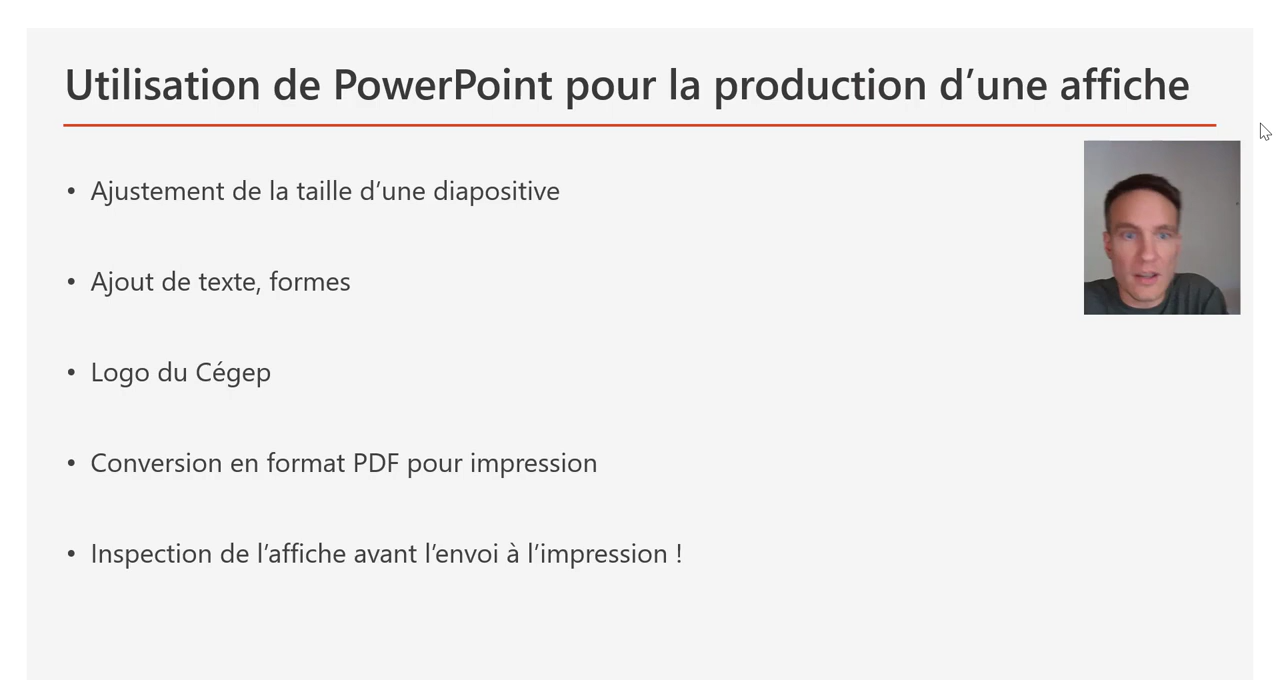 Utilisation de PowerPoint pour la production d’une affiche
• Ajustement de la taille d’une diapositive
• Ajout de texte, formes
• Logo du Cégep
• Conversion en format PDF pour impression
• Inspection de l’affiche avant l’envoi à l’impression !